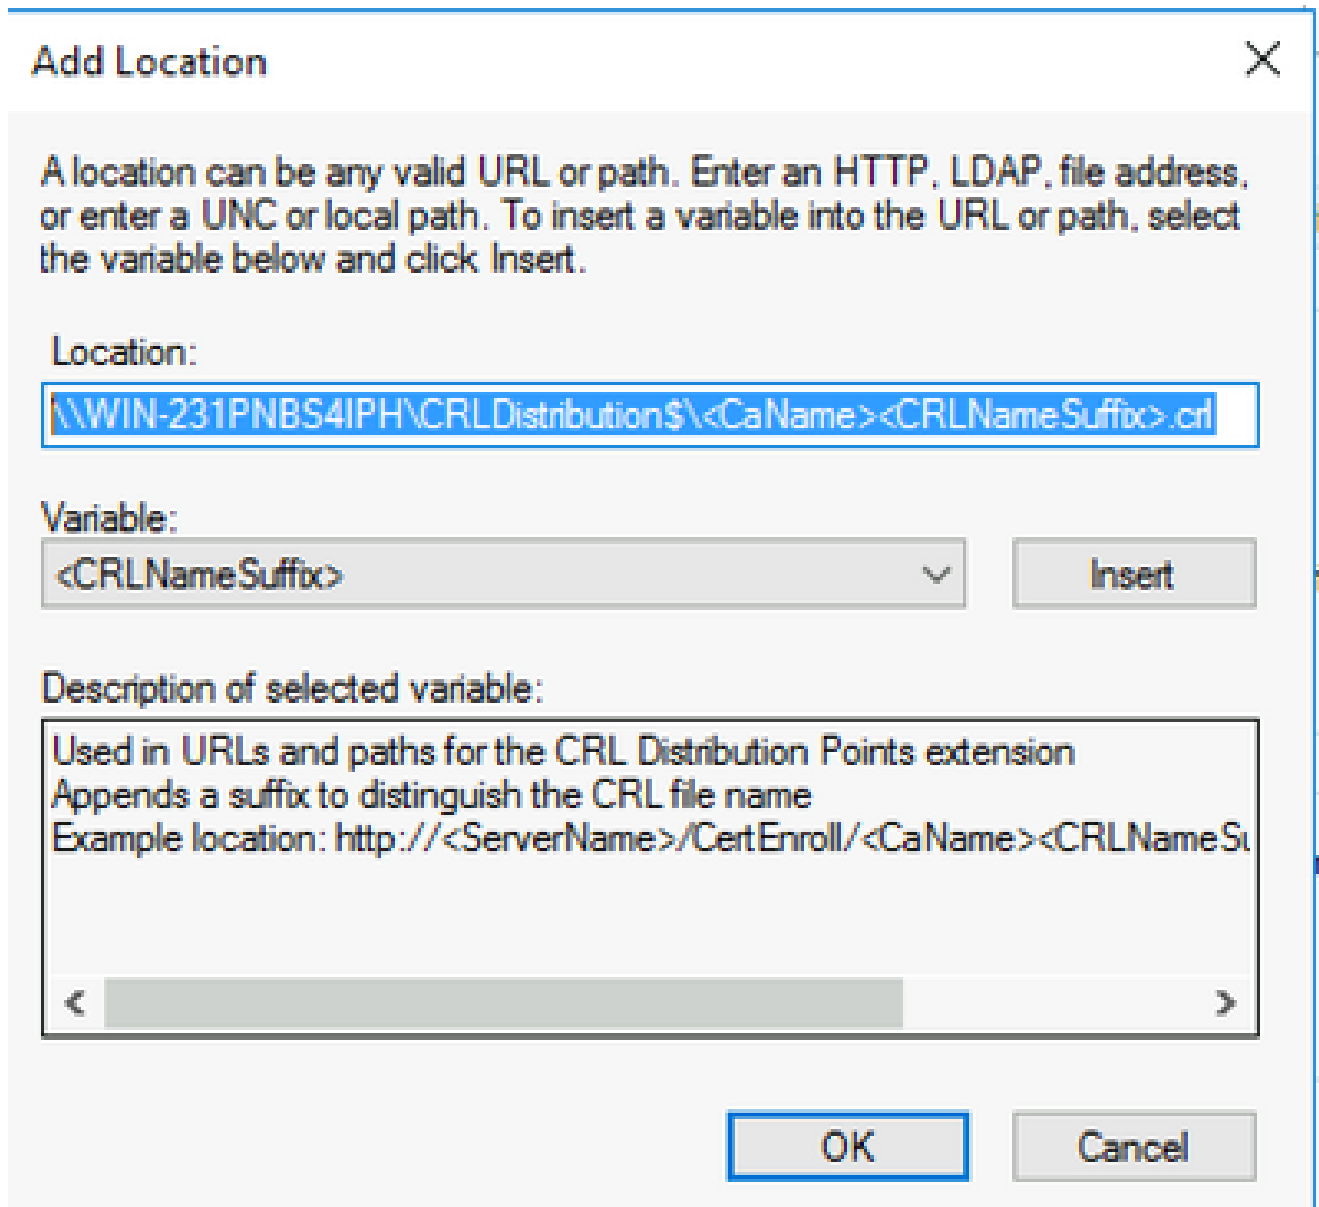 Add Location
A location can be any valid URL or path. Enter an HTTP, LDAP, file address,
or enter a UNC or local path. To insert a variable into the URL or path, select
the variable below and click Insert.
Location:
\\WIN-231PNBS4IPH\CRLDistribution$\<CaName><CRLNameSuffix>.crl
Variable:
<CRLNameSuffix>
Insert
Description of selected variable:
Used in URLs and paths for the CRL Distribution Points extension
Appends a suffix to distinguish the CRL file name
Example location: http://<ServerName>/CertEnroll/<CaName><CRLNameSu
OK
Cancel